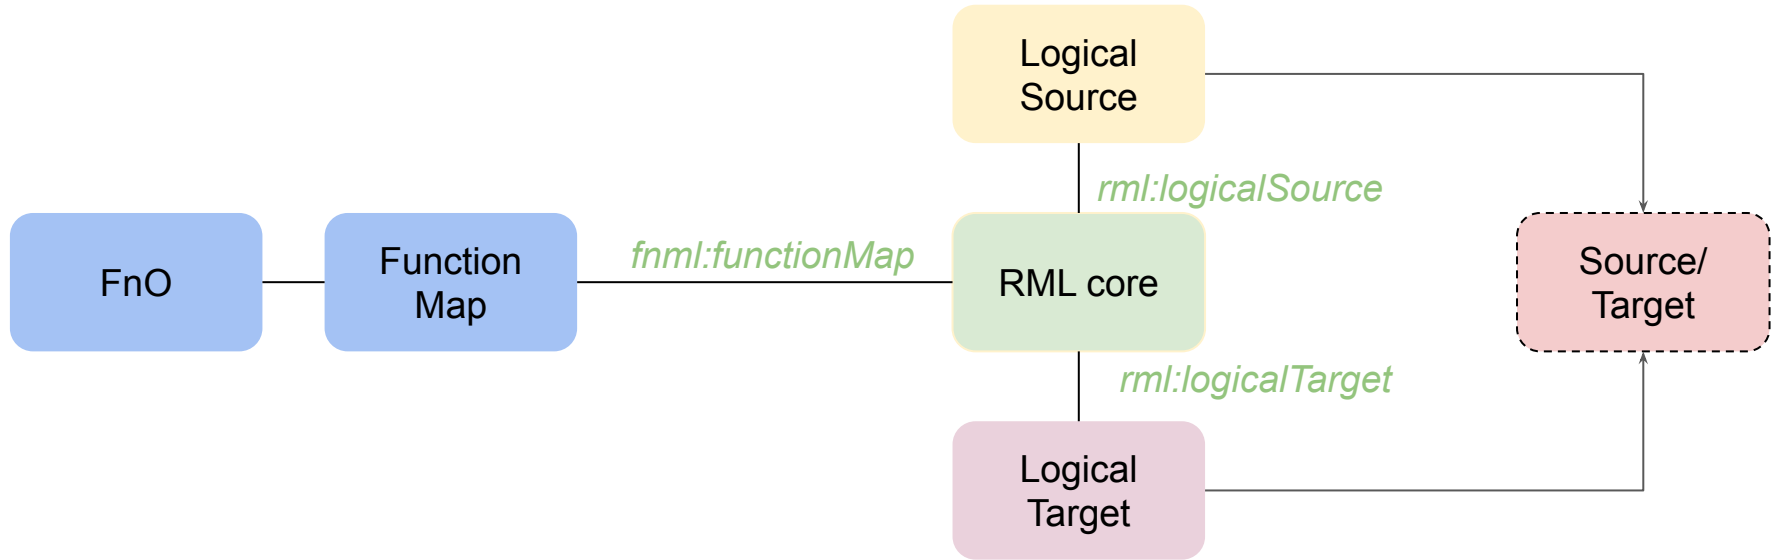 Logical
Source
rml:logicalSource
FnO
Function
Map
fnml:functionMap
RML core
Source/
Target
rml:logicalTarget
Logical
Target